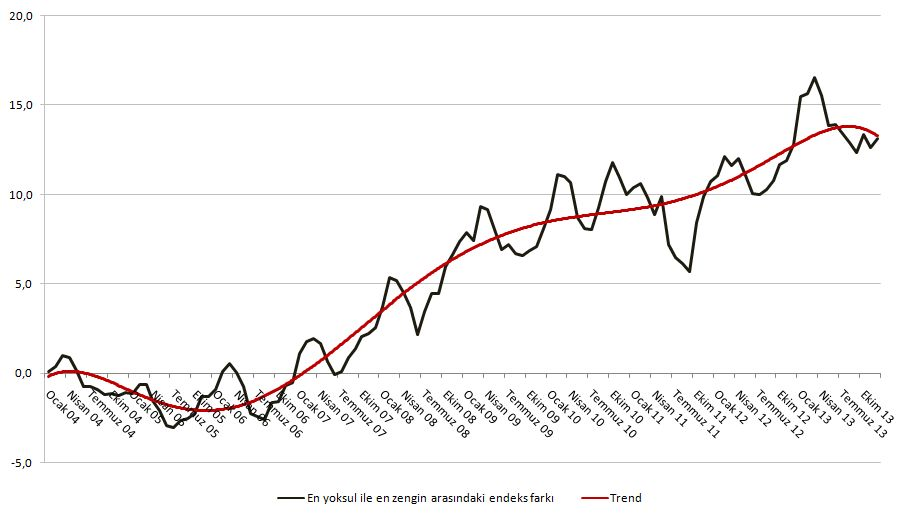 20,0
15,0
10,0
5,0
0,0
-5,0
Ocak 04
Nisan 04
Temmuz 04
Ekim 04
Ocak 05
Nisan 05
Temmuz 05
Ekim 05
Ocak 06
Nisan 06
Temmuz 06
Ekim 06
Ocak 07
Nisan 07
Temmuz 07
Ekim 07
Ocak 08
Nisan 08
Temmuz 08
Ekim 08
Ocak 09
Nisan 09
Temmuz 09
Ekim 09
Ocak 10
Nisan 10
Temmuz 10
Ekim 10
Ocak 11
Nisan 11
Temmuz 11
Ekim 11
Ocak 12
Nisan 12
Temmuz 12
Ekim 12
Ocak 13
Nisan 13
Temmuz 13
Ekim 13
En yoksul ile en zengin arasındaki endeks farkı
Trend